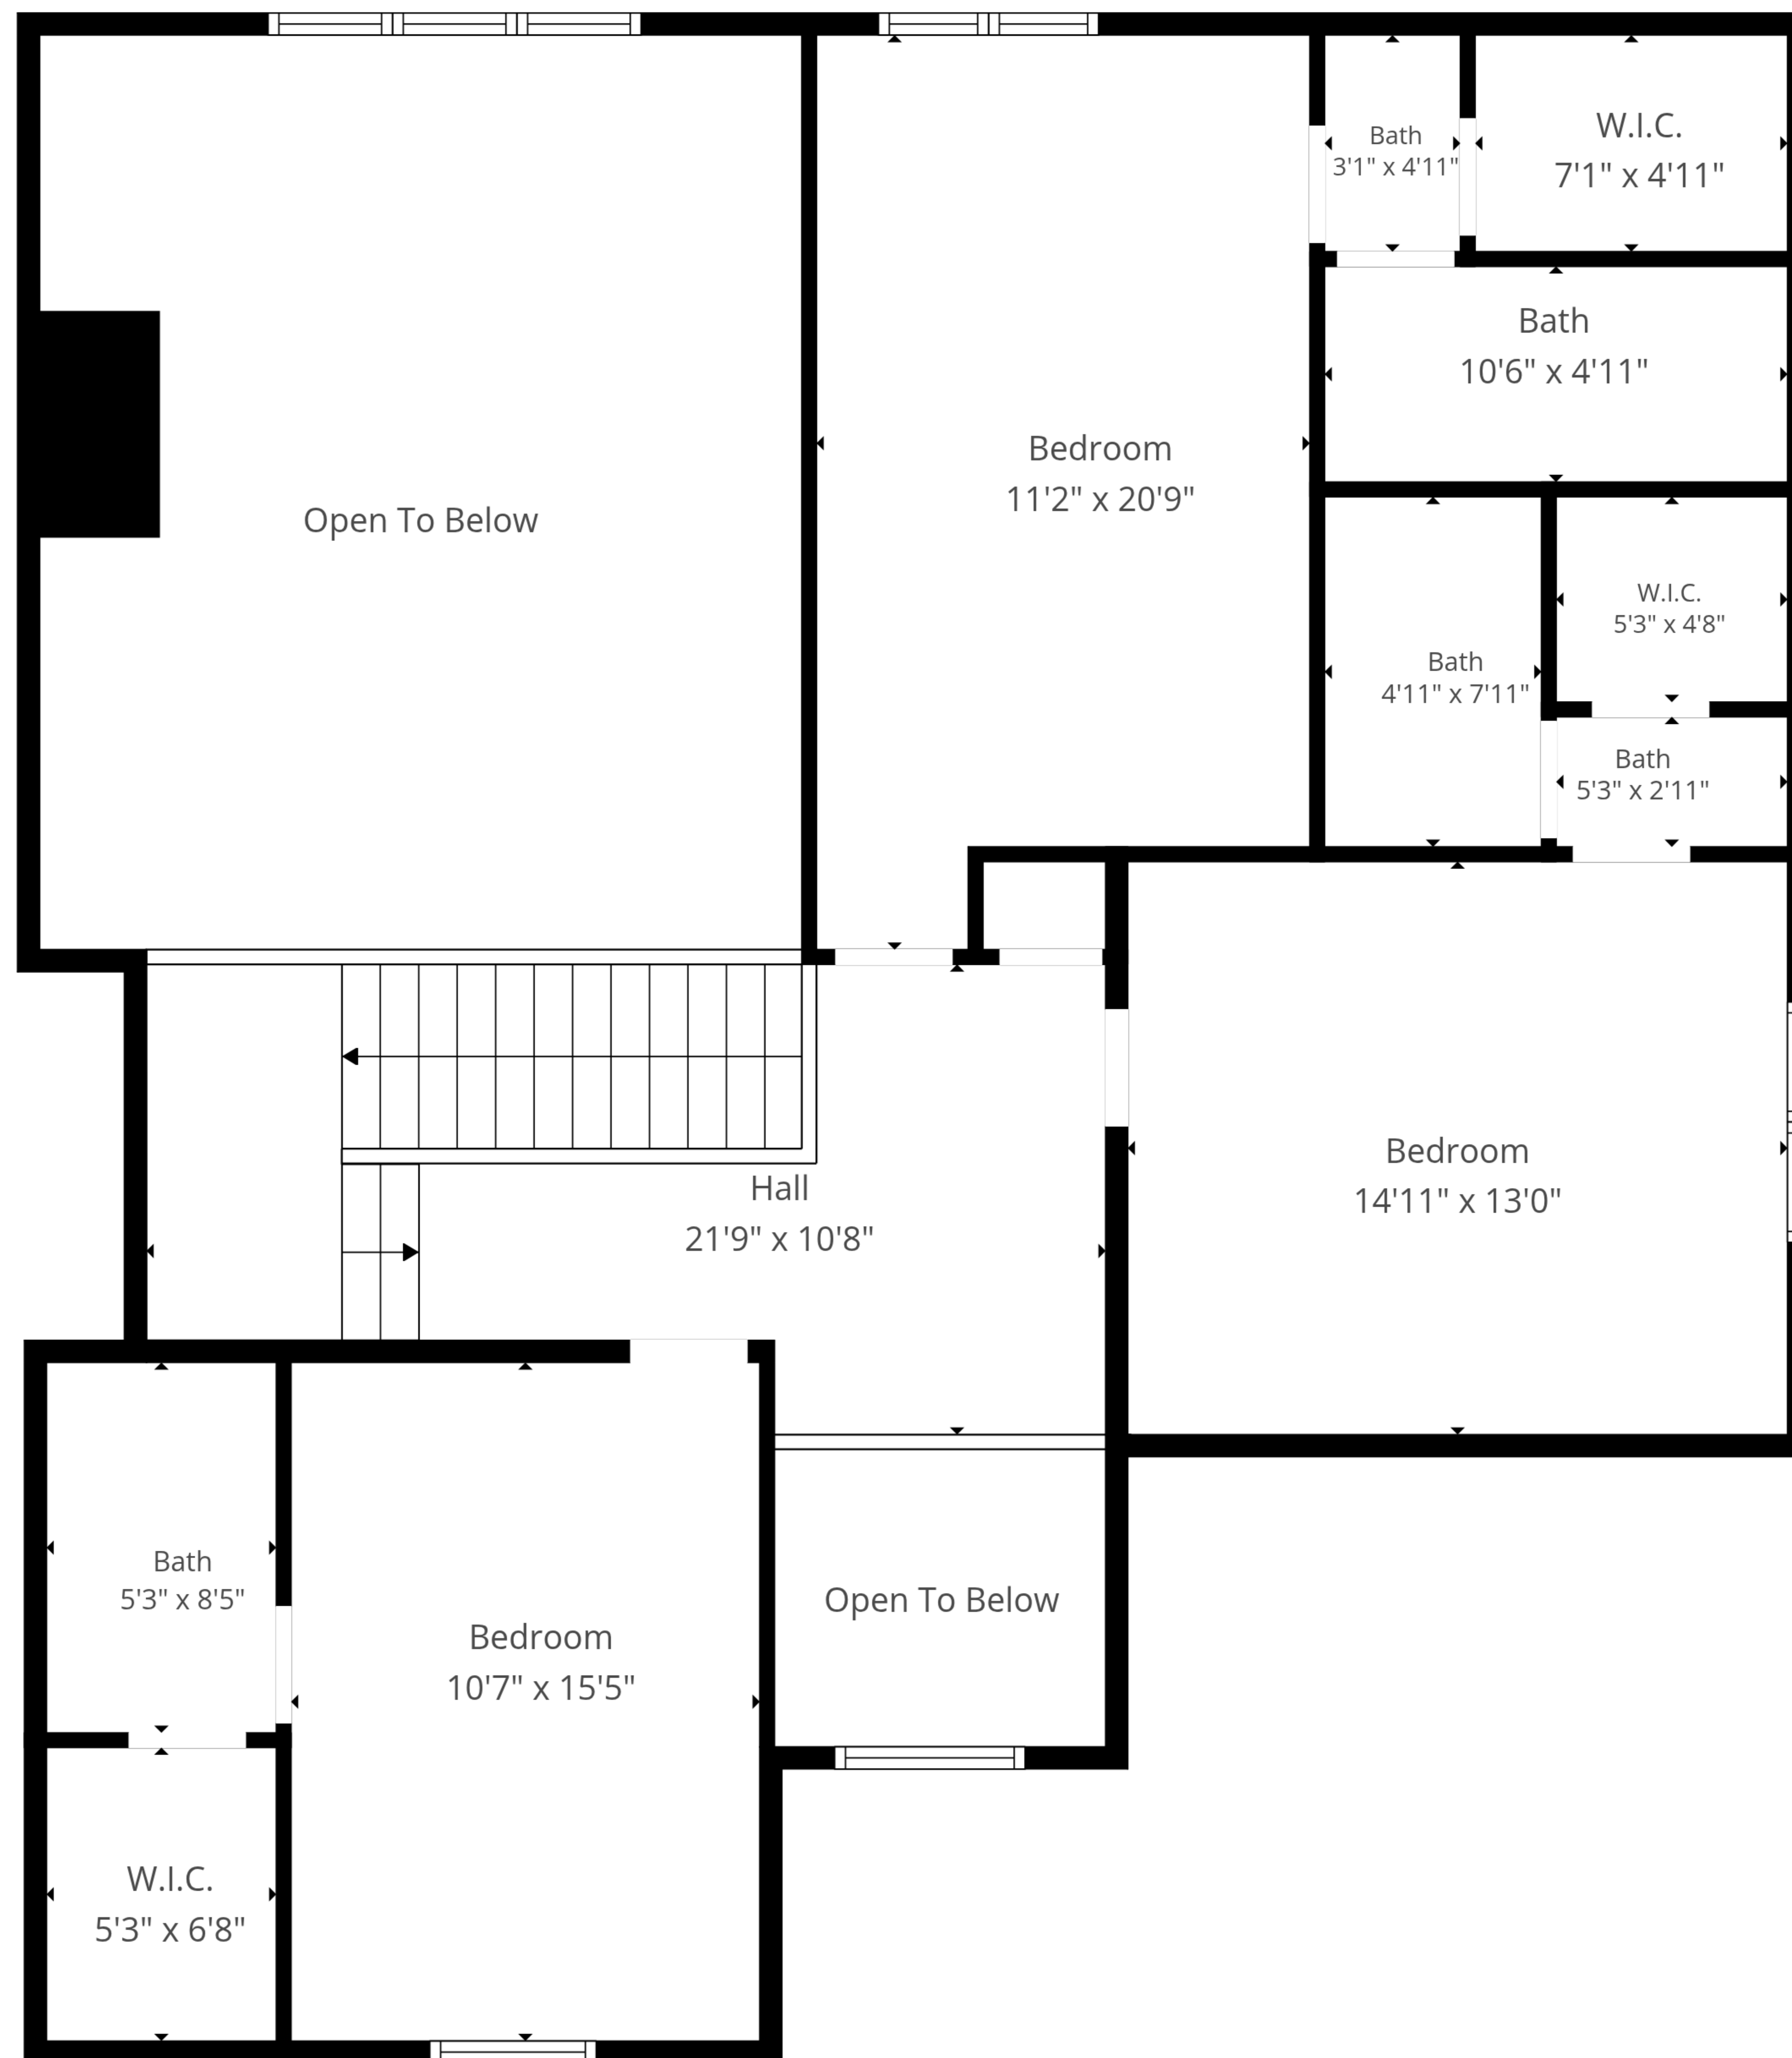 Bath
3'1" x 4'11"
W.I.C.
7'1" x 4'11"
Bath
10'6" x 4'11"
Bedroom
11'2" x 20'9"
Open To Below
W.I.C.
5'3" x 4'8"
Bath
4'11" x 7'11"
Bath
5'3" x 2'11"
Bedroom
14'11" x 13'0"
Hall
21'9" x 10'8"
Bath
5'3" x 8'5"
Open To Below
Bedroom
10'7" x 15'5"
W.I.C.
5'3" x 6'8"